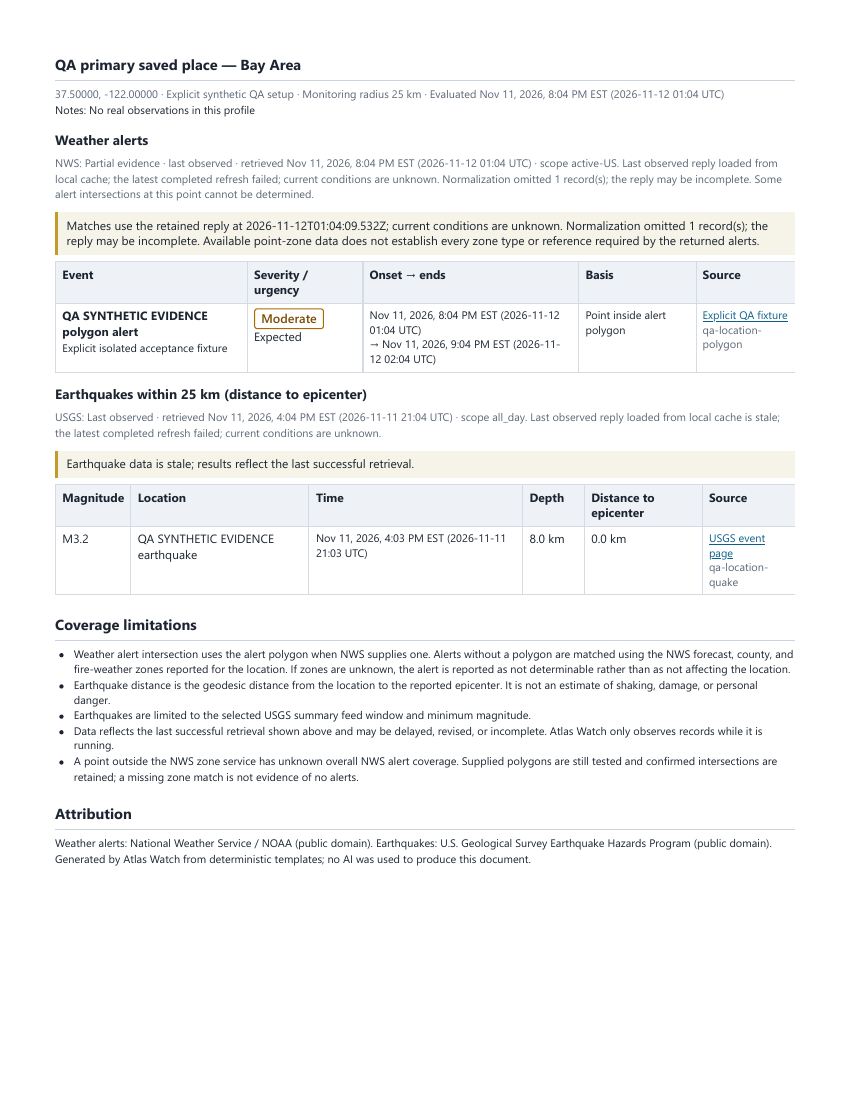 QA primary saved place — Bay Area
37.50000, -122.00000 · Explicit synthetic QA setup · Monitoring radius 25 km · Evaluated Nov 11, 2026, 8:04 PM EST (2026-11-12 01:04 UTC)
Notes: No real observations in this profile
Weather alerts
NWS: Partial evidence · last observed · retrieved Nov 11, 2026, 8:04 PM EST (2026-11-12 01:04 UTC) · scope active-US. Last observed reply loaded from
local cache; the latest completed refresh failed; current conditions are unknown. Normalization omitted 1 record(s); the reply may be incomplete. Some
alert intersections at this point cannot be determined.
Matches use the retained reply at 2026-11-12T01:04:09.532Z; current conditions are unknown. Normalization omitted 1 record(s); the
reply may be incomplete. Available point-zone data does not establish every zone type or reference required by the returned alerts.
Event
Severity /
urgency
Onset → ends
Basis
Source
QA SYNTHETIC EVIDENCE
polygon alert
Explicit isolated acceptance fixture
Moderate
Expected
Nov 11, 2026, 8:04 PM EST (2026-11-12
01:04 UTC)
→ Nov 11, 2026, 9:04 PM EST (2026-11-
12 02:04 UTC)
Point inside alert
polygon
Explicit QA fixture
qa-location-
polygon
Earthquakes within 25 km (distance to epicenter)
USGS: Last observed · retrieved Nov 11, 2026, 4:04 PM EST (2026-11-11 21:04 UTC) · scope all_day. Last observed reply loaded from local cache is stale;
the latest completed refresh failed; current conditions are unknown.
Earthquake data is stale; results reflect the last successful retrieval.
Magnitude
Location
Time
Depth
Distance to
epicenter
Source
M3.2
QA SYNTHETIC EVIDENCE
earthquake
Nov 11, 2026, 4:03 PM EST (2026-11-11
21:03 UTC)
8.0 km
0.0 km
USGS event
page
qa-location-
quake
Coverage limitations
• Weather alert intersection uses the alert polygon when NWS supplies one. Alerts without a polygon are matched using the NWS forecast, county, and
fire-weather zones reported for the location. If zones are unknown, the alert is reported as not determinable rather than as not affecting the location.
• Earthquake distance is the geodesic distance from the location to the reported epicenter. It is not an estimate of shaking, damage, or personal
danger.
• Earthquakes are limited to the selected USGS summary feed window and minimum magnitude.
• Data reflects the last successful retrieval shown above and may be delayed, revised, or incomplete. Atlas Watch only observes records while it is
running.
• A point outside the NWS zone service has unknown overall NWS alert coverage. Supplied polygons are still tested and confirmed intersections are
retained; a missing zone match is not evidence of no alerts.
Attribution
Weather alerts: National Weather Service / NOAA (public domain). Earthquakes: U.S. Geological Survey Earthquake Hazards Program (public domain).
Generated by Atlas Watch from deterministic templates; no AI was used to produce this document.